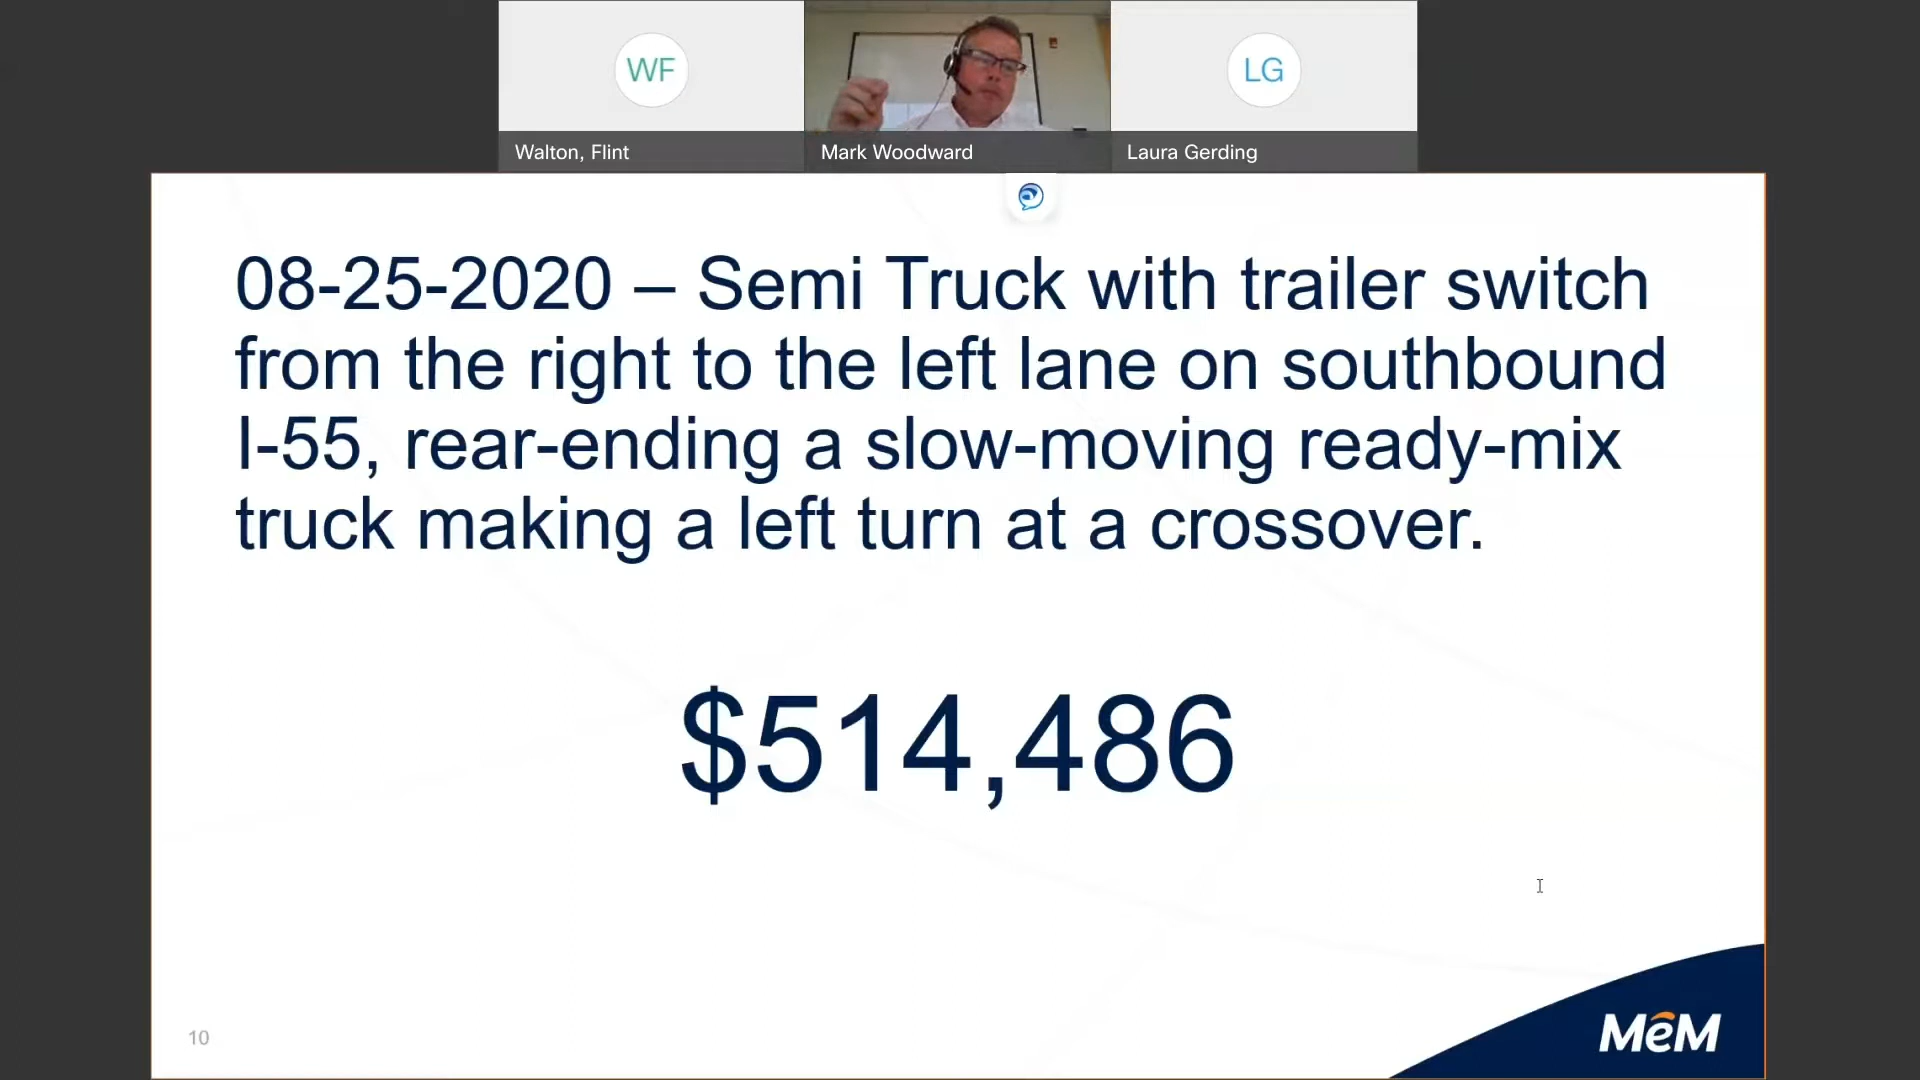 WF
LG
Walton, Flint
Mark Woodward
Laura Gerding
08-25-2020 – Semi Truck with trailer switch
from the right to the left lane on southbound
I-55, rear-ending a slow-moving ready-mix
truck making a left turn at a crossover.
$514,486
10
MeM